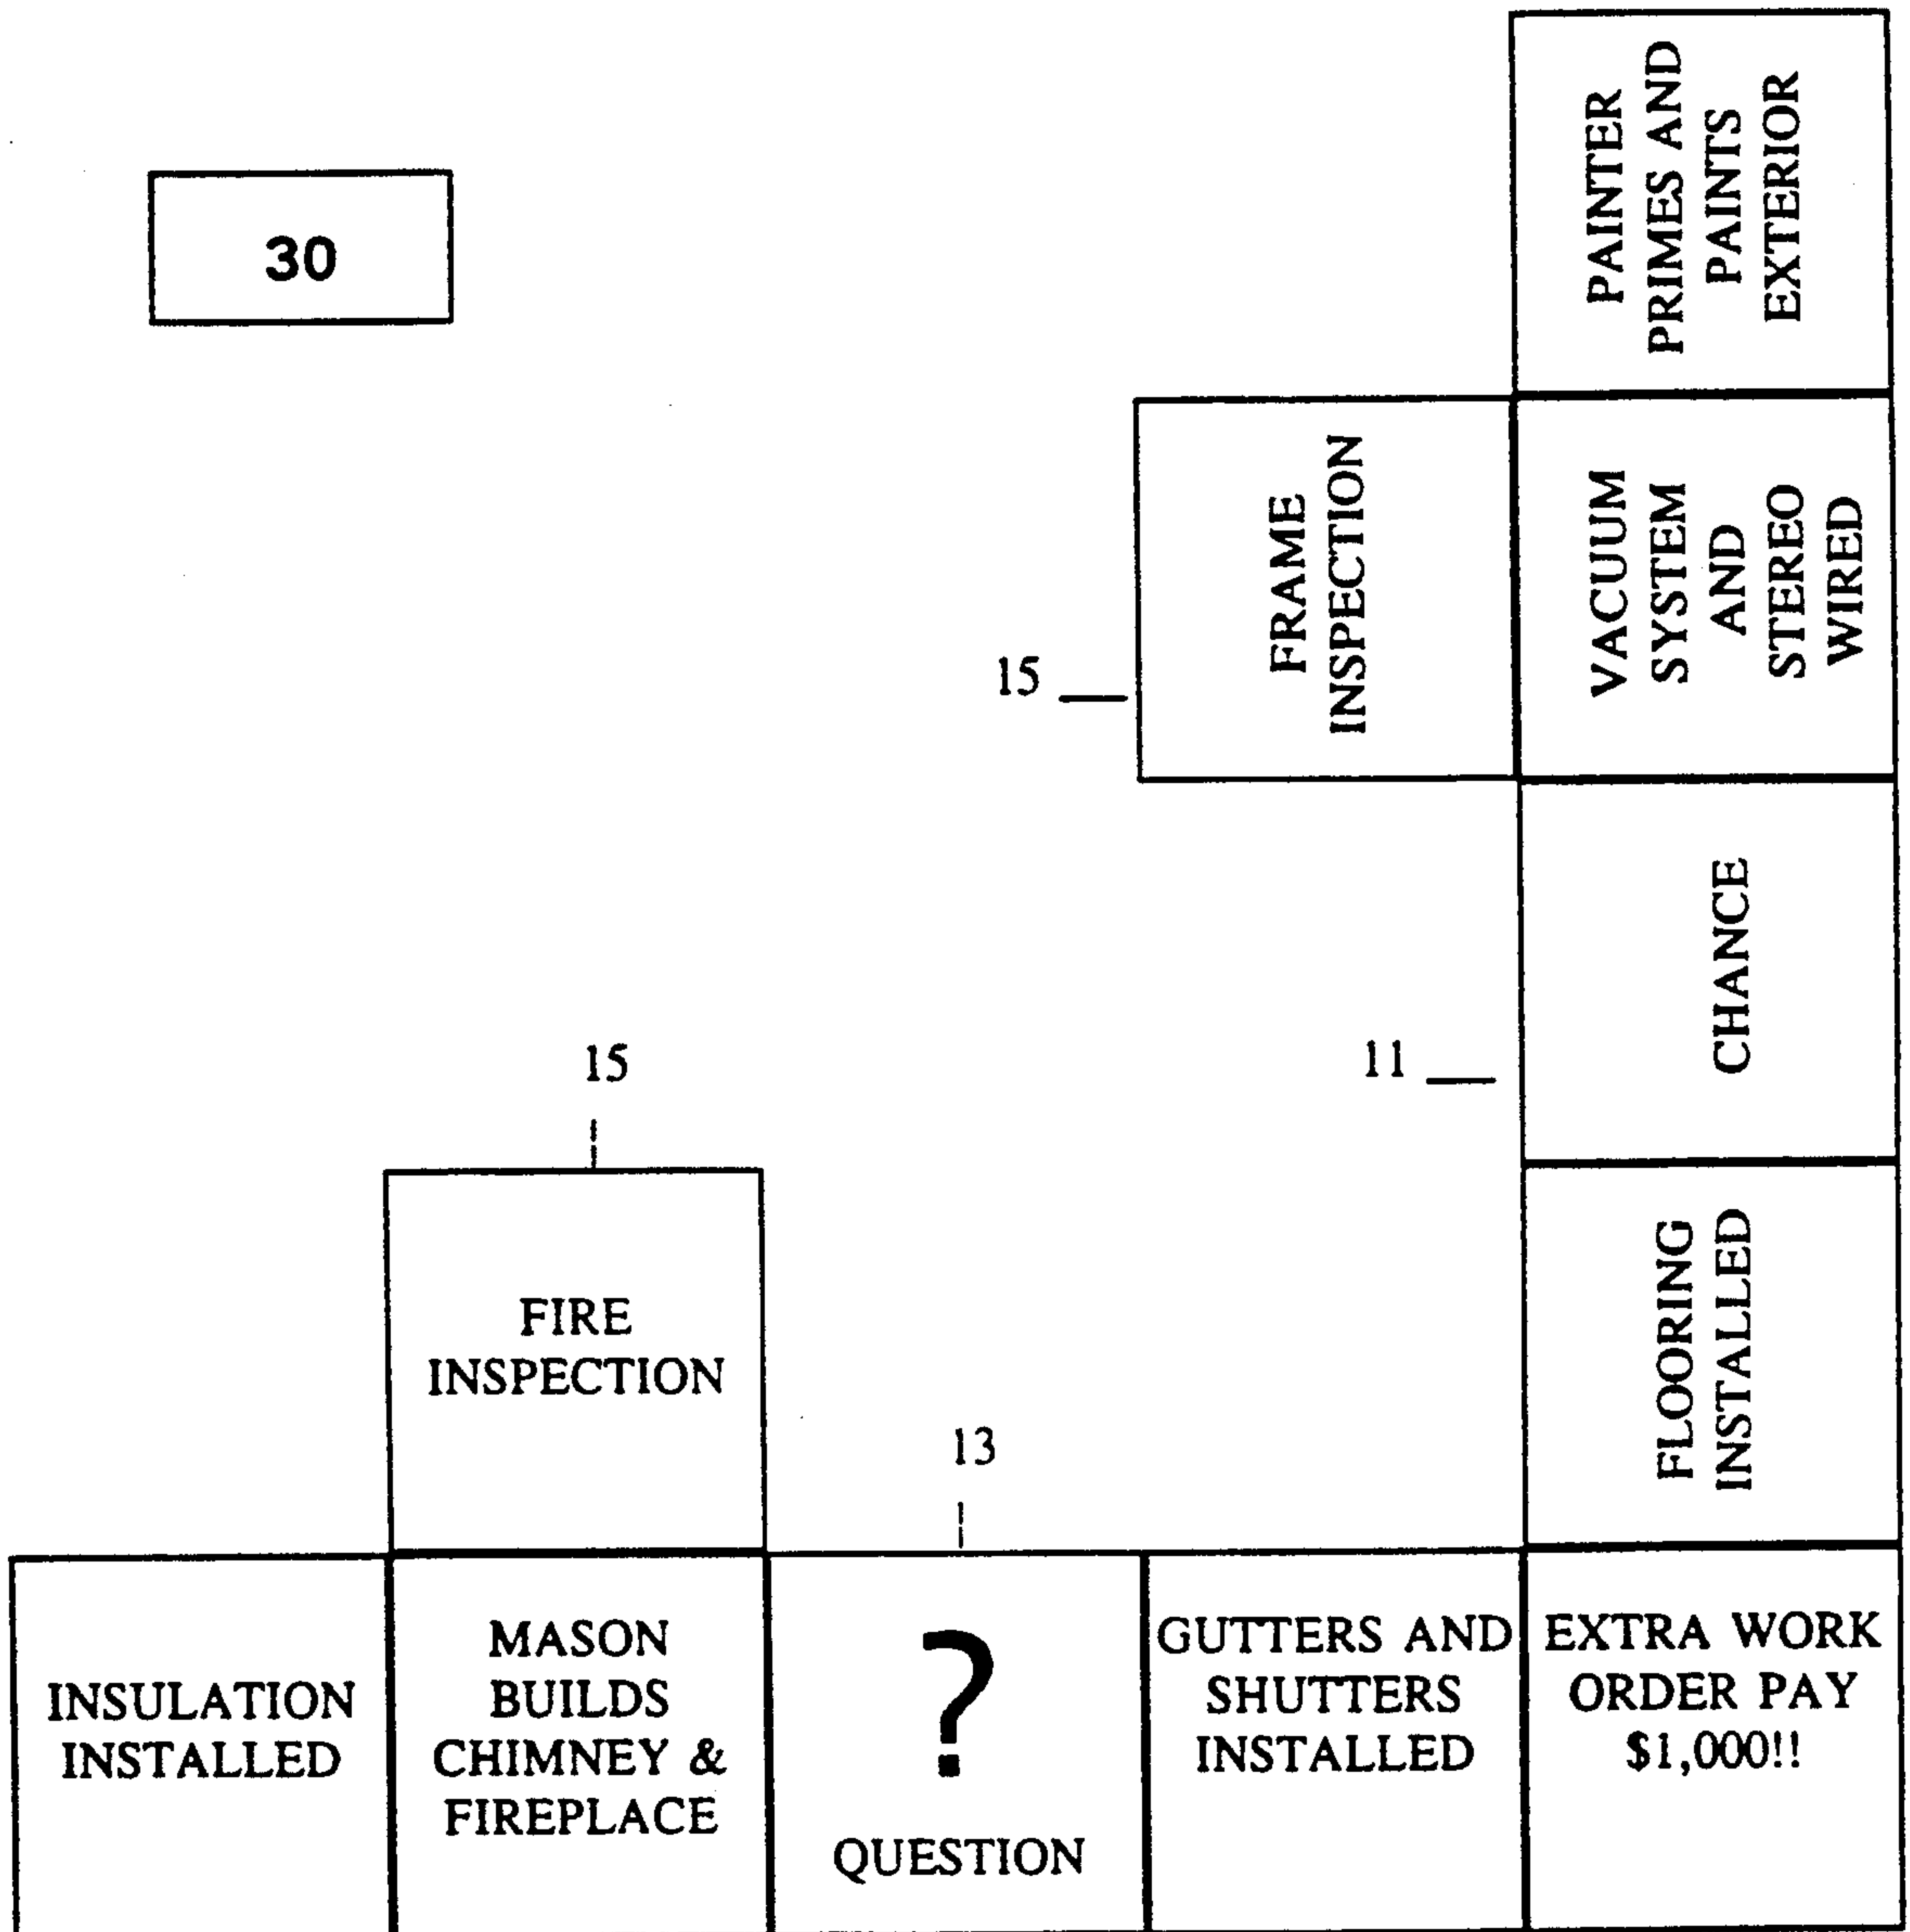 30
PAINTER
PRIMES AND
PAINTS
EXTERIOR
FRAME
INSPECTION
15
VACUUM
SYSTEM
AND
STEREO
WIRED
CHANCE
11
15
FIRE
INSPECTION
FLOORING
INSTALLED
13
INSULATION
INSTALLED
MASON
BUILDS
CHIMNEY &
FIREPLACE
?
QUESTION
GUTTERS AND
SHUTTERS
INSTALLED
EXTRA WORK
ORDER PAY
$1,000!!